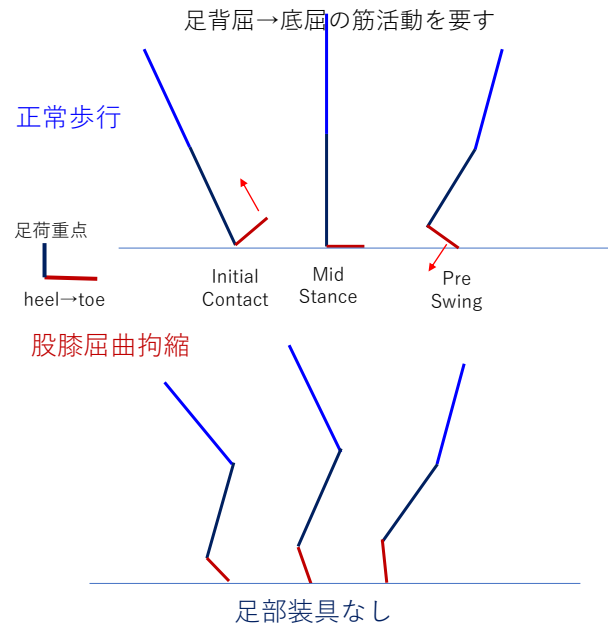 足背屈→底屈の筋活動を要す
正常歩行
足荷重点
heel→toe
Initial
Contact
Mid
Stance
Pre
Swing
股膝屈曲拘縮
足部装具なし